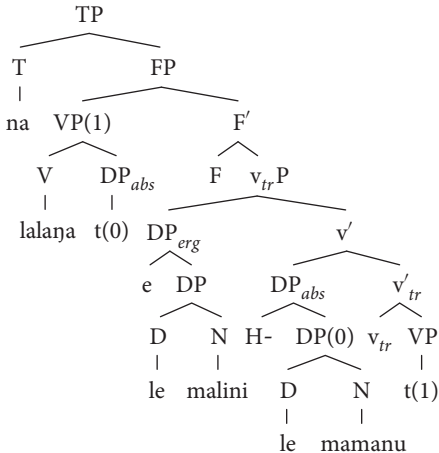 TP
T FP
na VP(1) F′
V DPabs F vtrP
lalaŋa t(0) DPerg v′
e DP DPabs v′tr
D N H- DP(0) vtr VP
le malini D N t(1)
le mamanu